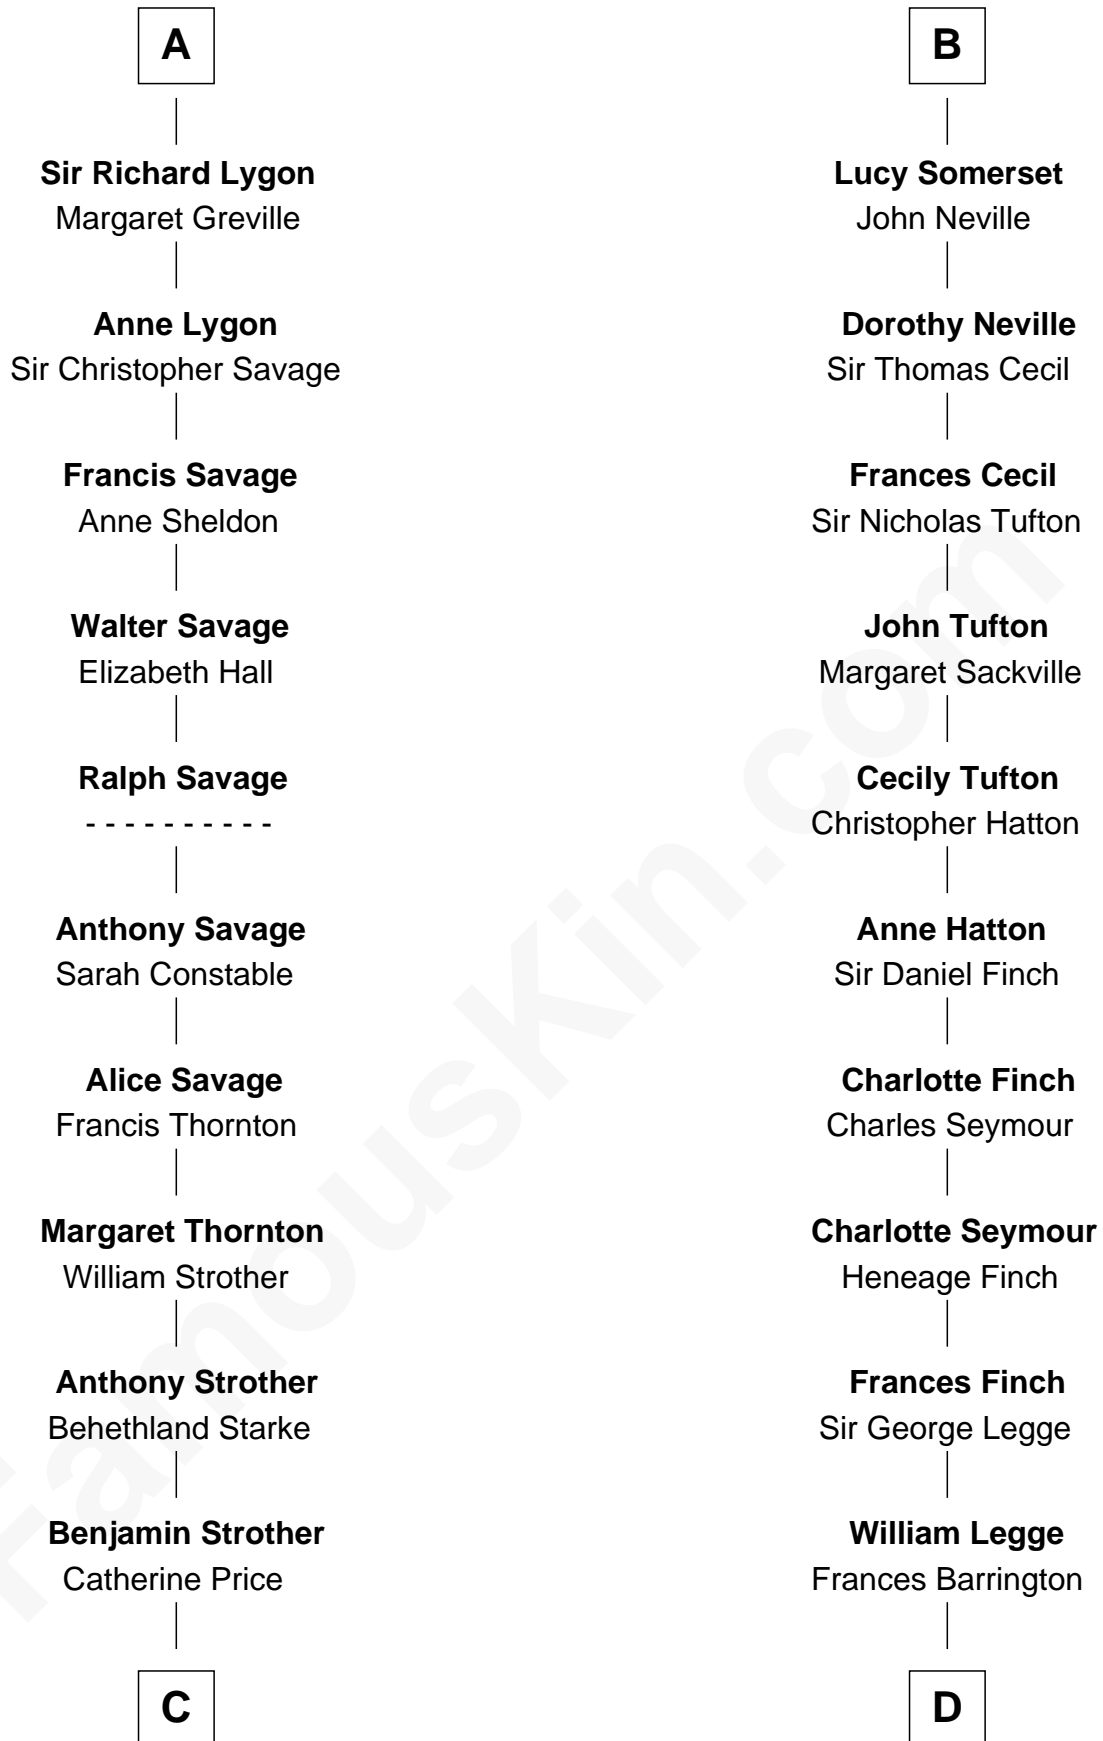 A
Sir Richard Lygon
Margaret Greville
Anne Lygon
Sir Christopher Savage
Francis Savage
Anne Sheldon
Walter Savage
Elizabeth Hall
Ralph Savage
- - - - - - - - - -
Anthony Savage
Sarah Constable
Alice Savage
Francis Thornton
Margaret Thornton
William Strother
Anthony Strother
Behethland Starke
Benjamin Strother
Catherine Price
C
B
Lucy Somerset
John Neville
Dorothy Neville
Sir Thomas Cecil
Frances Cecil
Sir Nicholas Tufton
John Tufton
Margaret Sackville
Cecily Tufton
Christopher Hatton
Anne Hatton
Sir Daniel Finch
Charlotte Finch
Charles Seymour
Charlotte Seymour
Heneage Finch
Frances Finch
Sir George Legge
William Legge
Frances Barrington
D
FamousKin.com